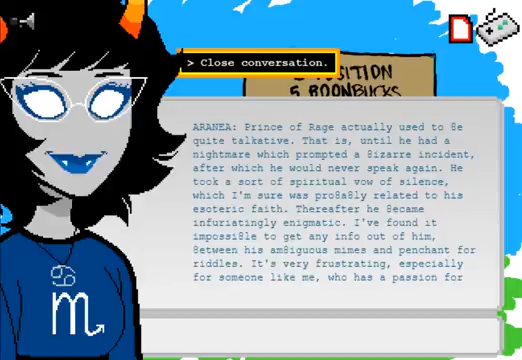 > Close conversation.
5 BOONBUCKS
ARANEA: Prince of Rage actually used to 8e
quite talkative. That is, until he had a
nightmare which prompted a 8izarre incident,
after which he would never speak again. He
took a sort of spiritual vow of silence,
which I'm sure was pro8a8ly related to his
esoteric faith. Thereafter he 8ecame
infuriatingly enigmatic. I've found it
impossi8le to get any info out of him,
8etween his am8iguous mimes and penchant for
riddles. It's very frustrating, especially
for someone like me, who has a passion for